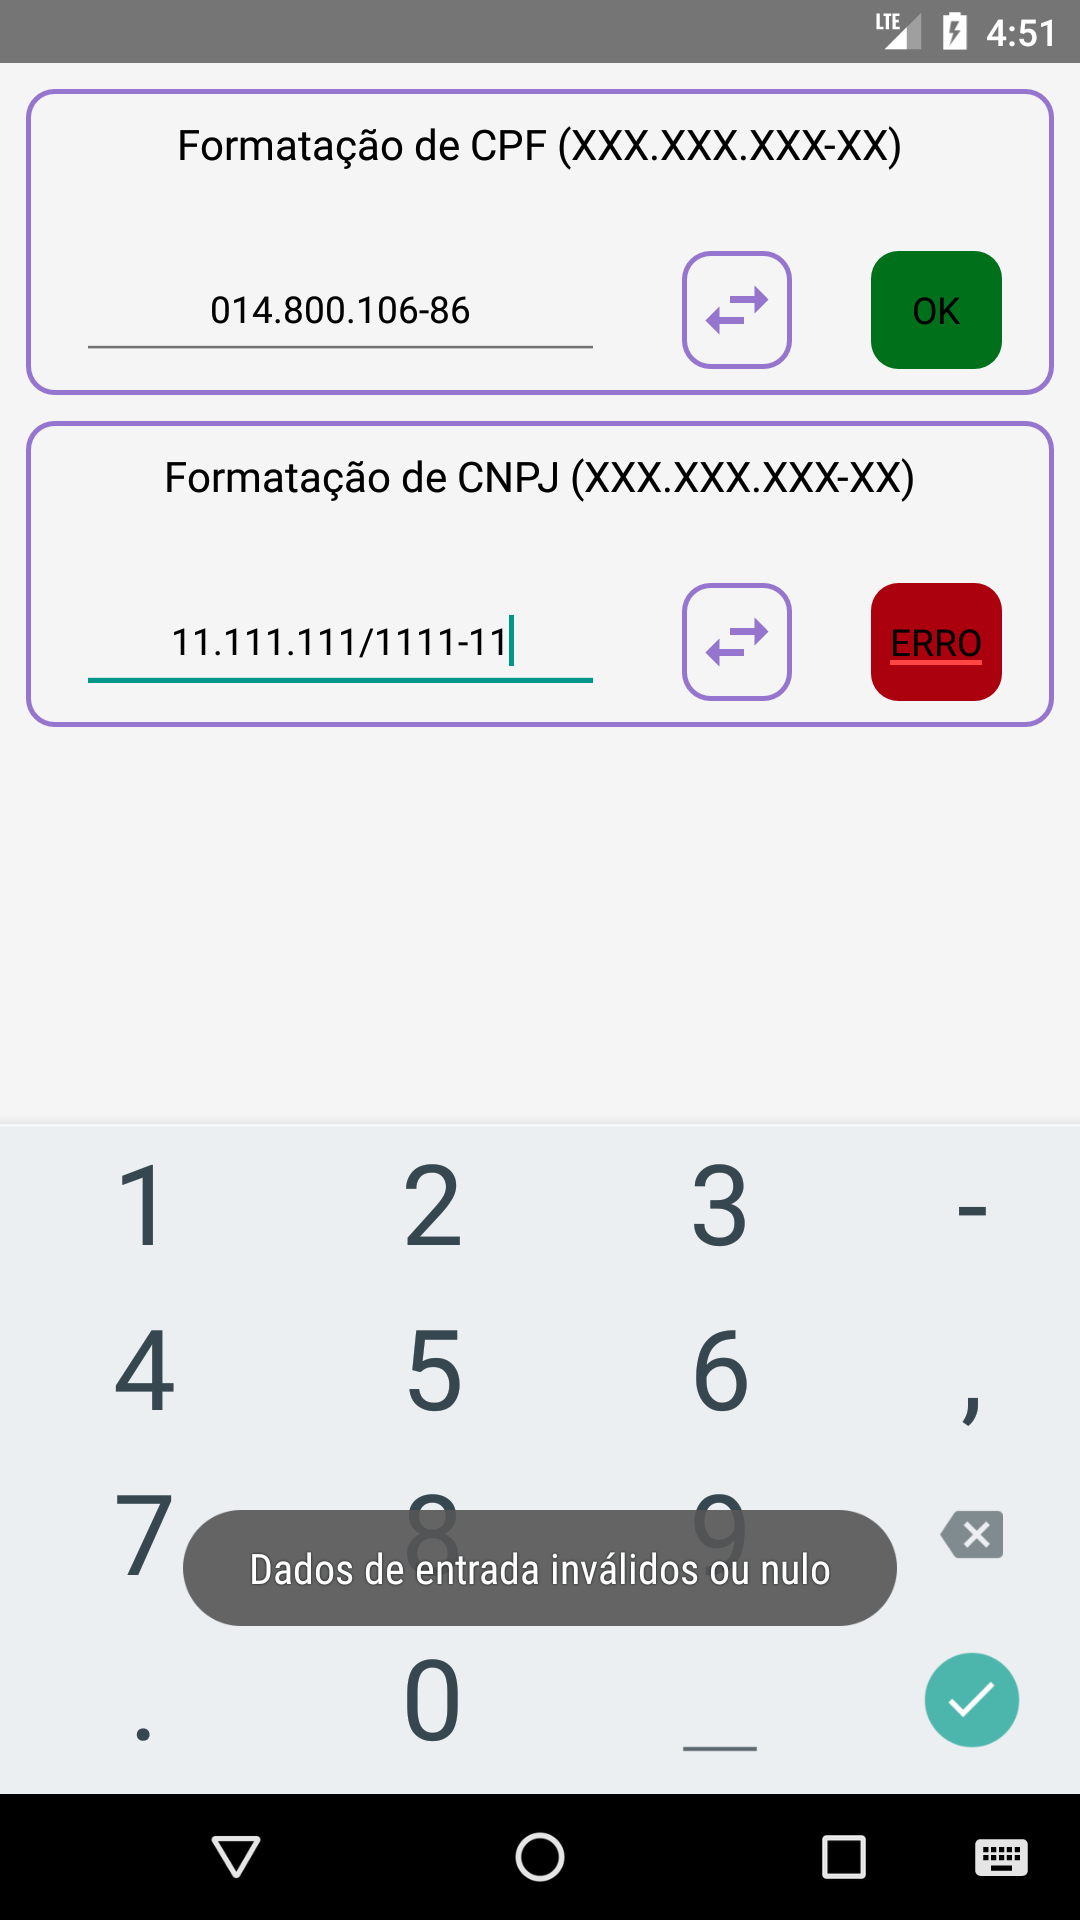 LTE 4:51
Formatação de CPF (XXX.XXX.XXX-XX)
014.800.106-86 OK
Formatação de CNPJ (XXX.XXX.XXX-XX)
11.111.111/1111-11 ERRO
1 2 3 -
4 5 6 ,
7 8 9
Dados de entrada inválidos ou nulo
. 0